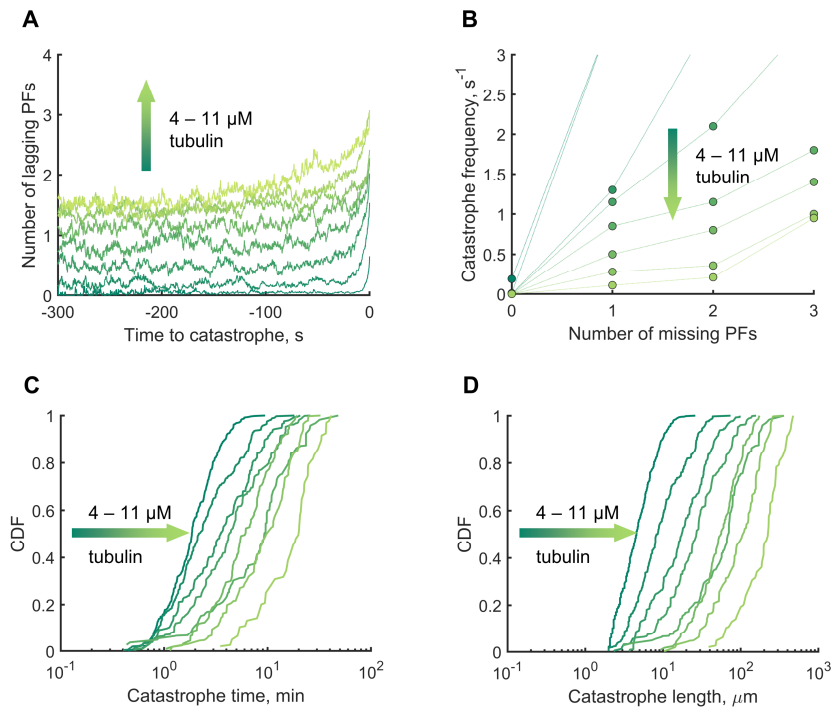 A
4
3
2
1
0
Number of lagging PFs
4 – 11 µM
tubulin
-300
-200
-100
0
Time to catastrophe, s
B
3
2.5
2
1.5
1
0.5
0
Catastrophe frequency, s-1
4 – 11 µM
tubulin
0
1
2
3
Number of missing PFs
C
1
0.8
0.6
0.4
0.2
0
CDF
4 – 11 µM
tubulin
10-1
100
101
102
Catastrophe time, min
D
1
0.8
0.6
0.4
0.2
0
CDF
4 – 11 µM
tubulin
10-1
100
101
102
103
Catastrophe length, µm